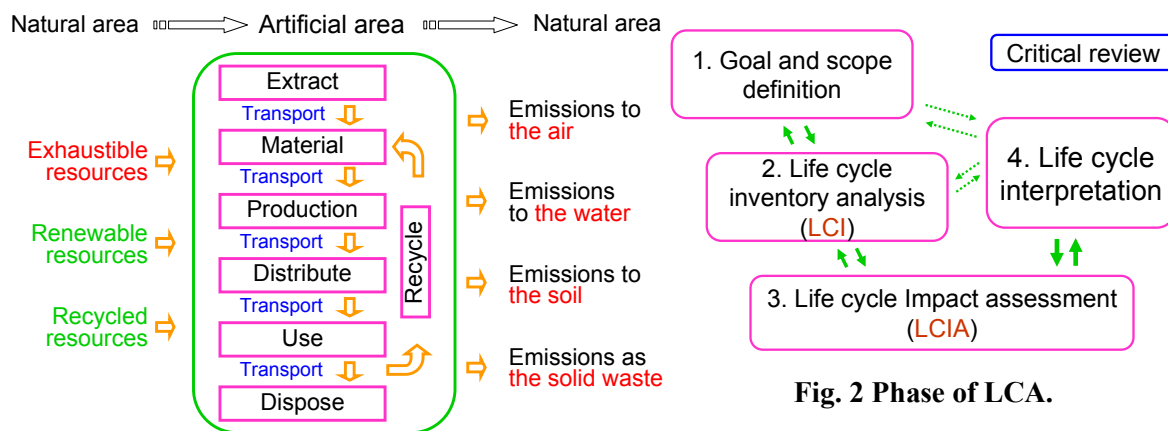 Natural area
Artificial area
Natural area
Extract
Transport
Material
Transport
Production
Transport
Distribute
Transport
Use
Transport
Dispose
Recycle
Exhaustible
resources
Renewable
resources
Recycled
resources
Emissions to
the air
Emissions
to the water
Emissions to
the soil
Emissions as
the solid waste
1. Goal and scope
definition
Critical review
2. Life cycle
inventory analysis
(LCI)
4. Life cycle
interpretation
3. Life cycle Impact assessment
(LCIA)
Fig. 2 Phase of LCA.